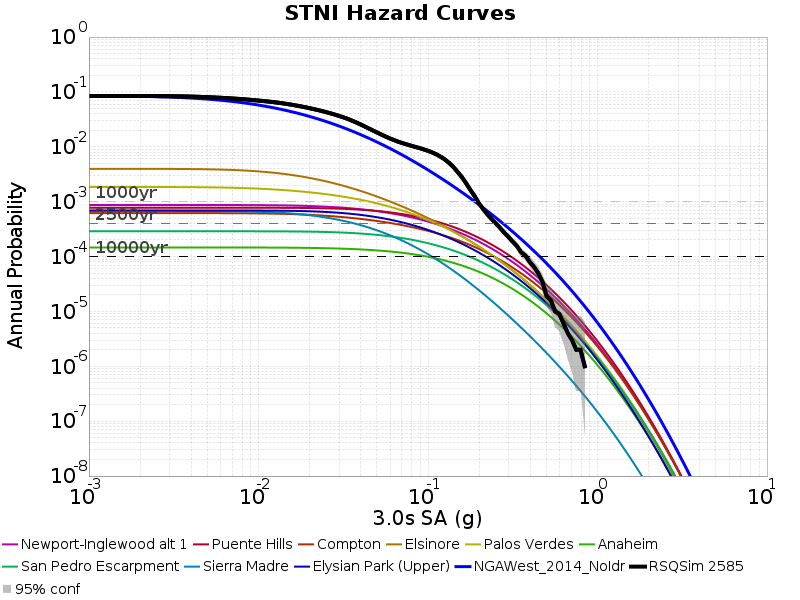 STNI Hazard Curves
Annual Probability
10^0
10^-1
10^-2
10^-3
10^-4
10^-5
10^-6
10^-7
10^-8
1000yr
2500yr
10000yr
10^-3 10^-2 10^-1 10^0 10^1
3.0s SA (g)
Newport-Inglewood alt 1 Puente Hills Compton Elsinore Palos Verdes Anaheim
San Pedro Escarpment Sierra Madre Elysian Park (Upper) NGAWest_2014_NoIdr RSQSim 2585
95% conf